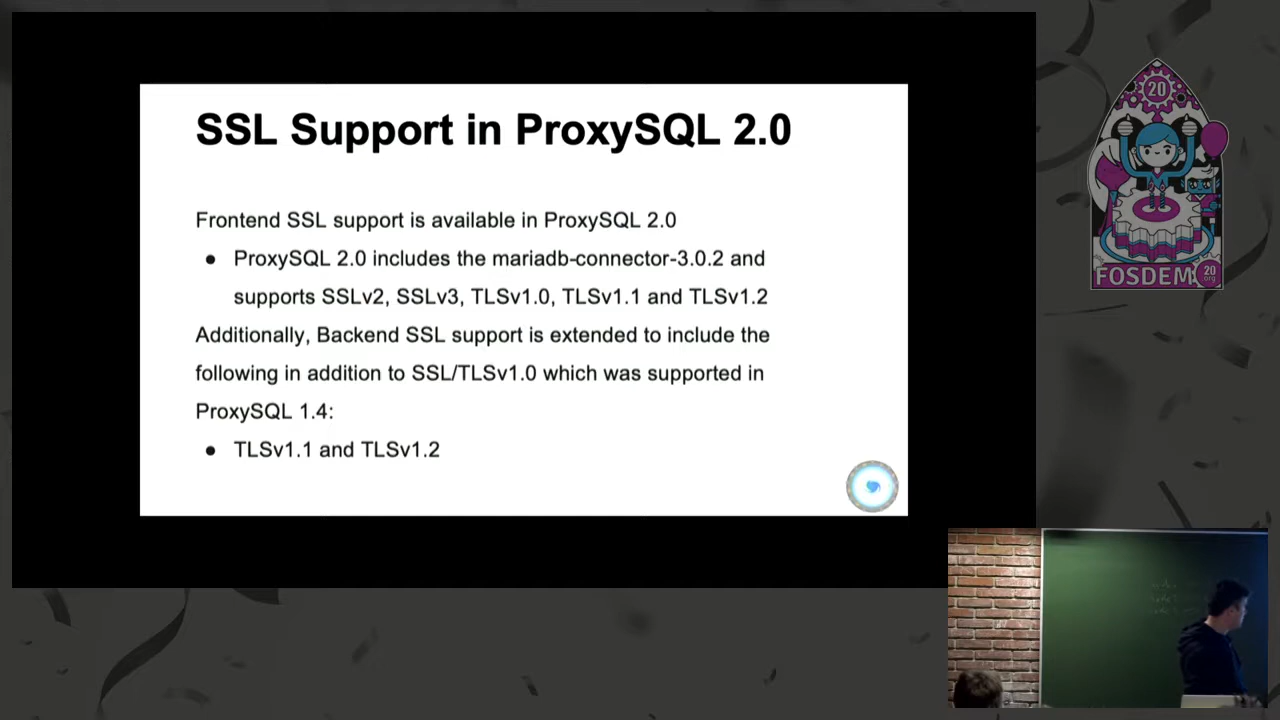 SSL Support in ProxySQL 2.0
Frontend SSL support is available in ProxySQL 2.0
● ProxySQL 2.0 includes the mariadb-connector-3.0.2 and
supports SSLv2, SSLv3, TLSv1.0, TLSv1.1 and TLSv1.2
Additionally, Backend SSL support is extended to include the
following in addition to SSL/TLSv1.0 which was supported in
ProxySQL 1.4:
● TLSv1.1 and TLSv1.2
20
FOSDEM
20
.org